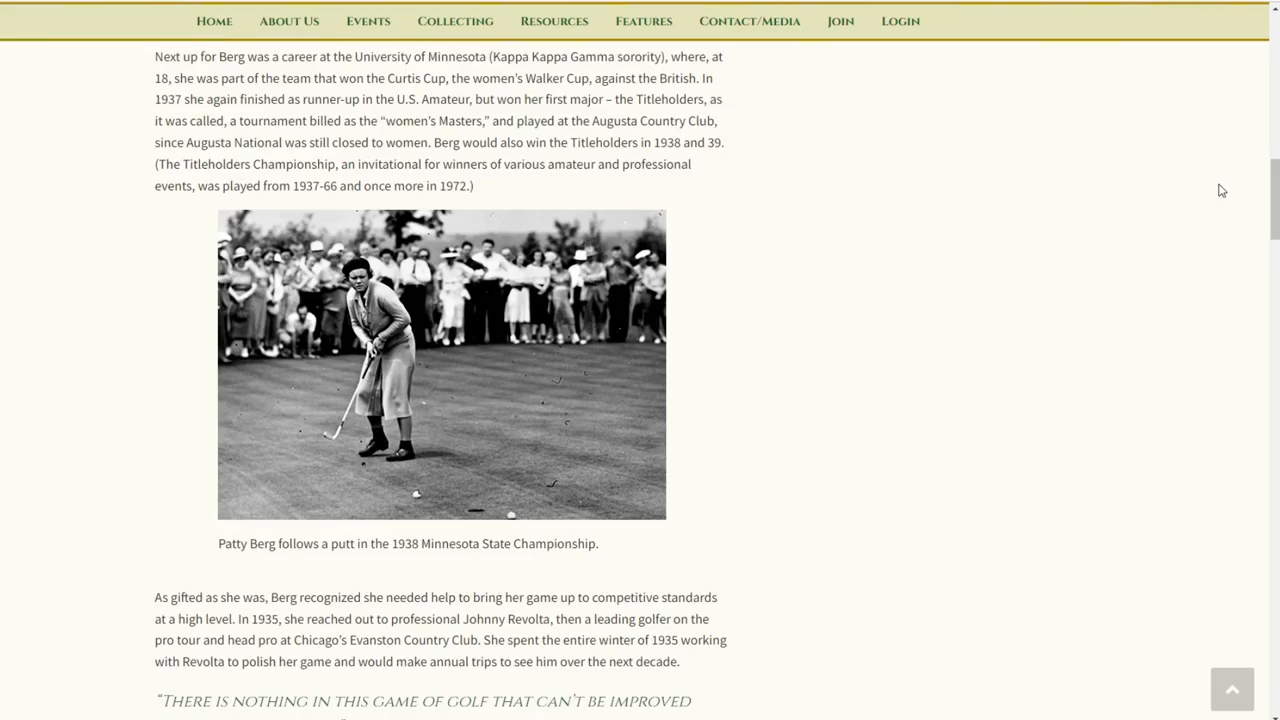 Home About Us Events Collecting Resources Features Contact/Media Join Login
Next up for Berg was a career at the University of Minnesota (Kappa Kappa Gamma sorority), where, at
18, she was part of the team that won the Curtis Cup, the women’s Walker Cup, against the British. In
1937 she again finished as runner-up in the U.S. Amateur, but won her first major – the Titleholders, as
it was called, a tournament billed as the “women’s Masters,” and played at the Augusta Country Club,
since Augusta National was still closed to women. Berg would also win the Titleholders in 1938 and 39.
(The Titleholders Championship, an invitational for winners of various amateur and professional
events, was played from 1937-66 and once more in 1972.)
Patty Berg follows a putt in the 1938 Minnesota State Championship.
As gifted as she was, Berg recognized she needed help to bring her game up to competitive standards
at a high level. In 1935, she reached out to professional Johnny Revolta, then a leading golfer on the
pro tour and head pro at Chicago’s Evanston Country Club. She spent the entire winter of 1935 working
with Revolta to polish her game and would make annual trips to see him over the next decade.
“There is nothing in this game of golf that can’t be improved